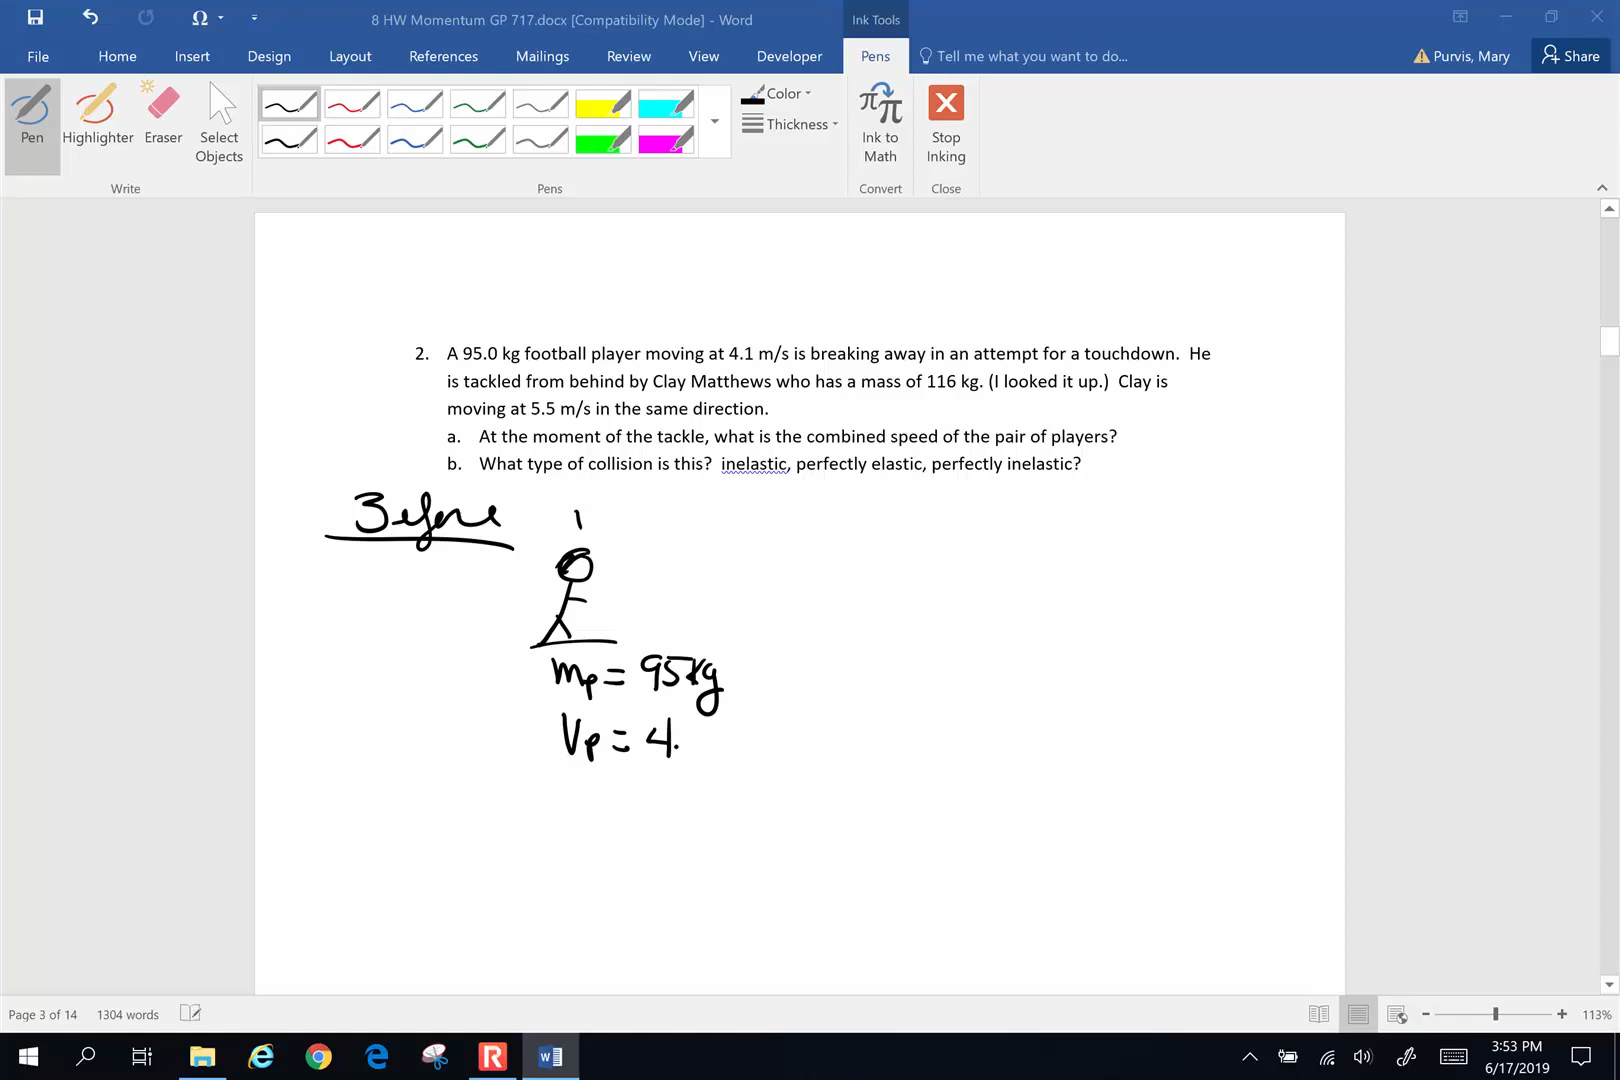 8 HW Momentum GP 717.docx [Compatibility Mode] - Word
Ink Tools
File Home Insert Design Layout References Mailings Review View Developer Pens Tell me what you want to do... Purvis, Mary Share
Pen Highlighter Eraser Select Objects
Write
Pens
Color
Thickness
Ink to Math
Convert
Stop Inking
Close
2. A 95.0 kg football player moving at 4.1 m/s is breaking away in an attempt for a touchdown. He
is tackled from behind by Clay Matthews who has a mass of 116 kg. (I looked it up.) Clay is
moving at 5.5 m/s in the same direction.
a. At the moment of the tackle, what is the combined speed of the pair of players?
b. What type of collision is this? inelastic, perfectly elastic, perfectly inelastic?
Before
mp = 95kg
Vp = 4.
Page 3 of 14 1304 words 113%
3:53 PM
6/17/2019